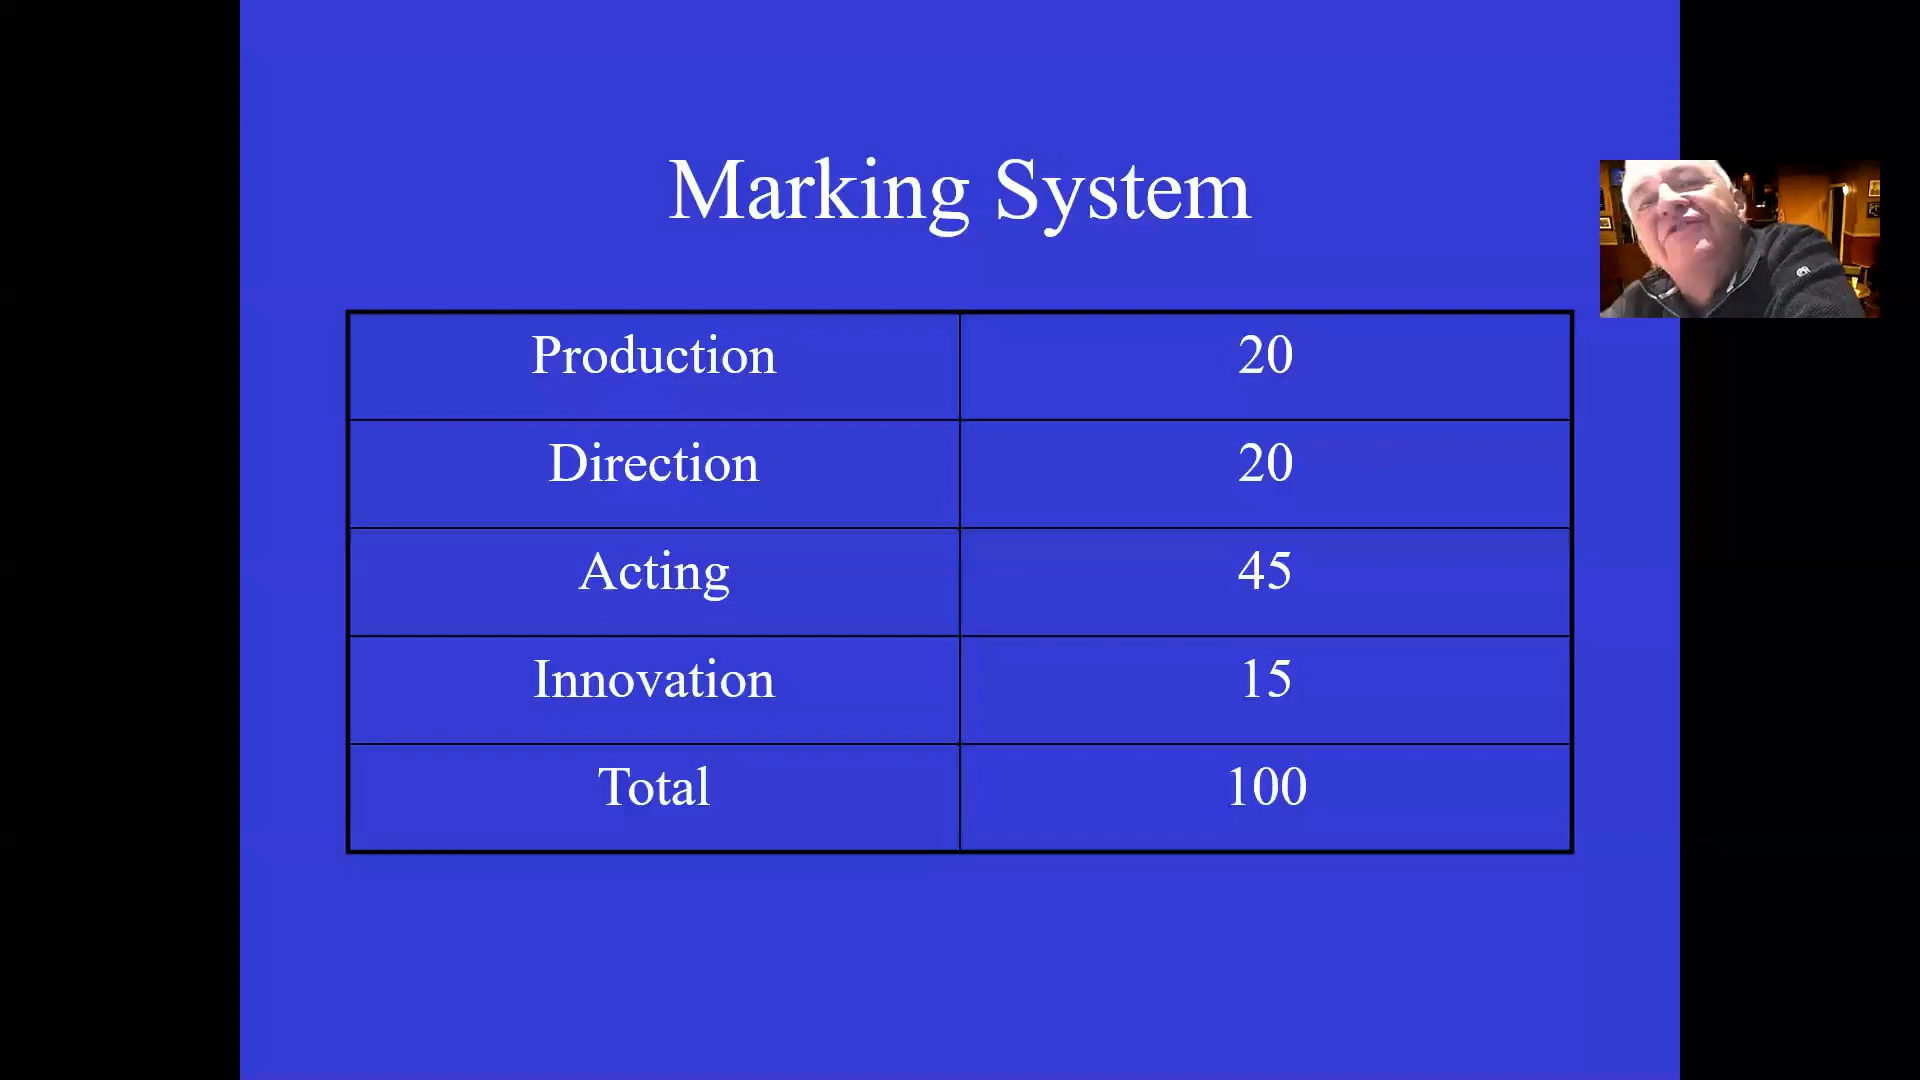 Marking System
Production 20
Direction 20
Acting 45
Innovation 15
Total 100